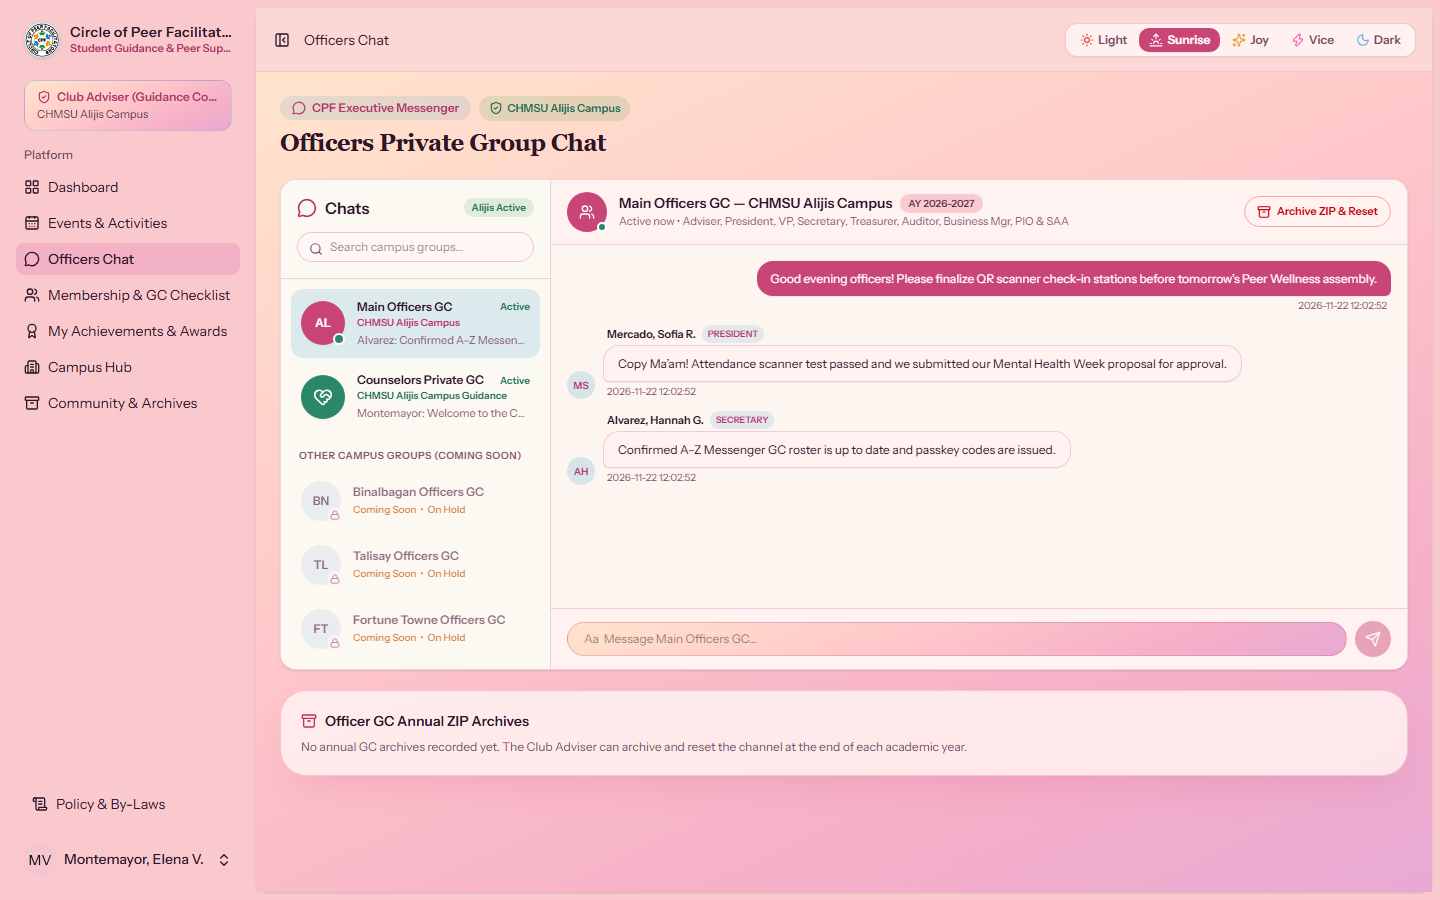 Circle of Peer Facilitat...
Student Guidance & Peer Sup...
Club Adviser (Guidance Co...
CHMSU Alijis Campus
Platform
Dashboard
Events & Activities
Officers Chat
Membership & GC Checklist
My Achievements & Awards
Campus Hub
Community & Archives
Policy & By-Laws
MV Montemayor, Elena V.
Officers Chat
Light Sunrise Joy Vice Dark
CPF Executive Messenger CHMSU Alijis Campus
Officers Private Group Chat
Chats Alijis Active
Search campus groups...
AL
Main Officers GC Active
CHMSU Alijis Campus
Alvarez: Confirmed A–Z Messen...
Counselors Private GC Active
CHMSU Alijis Campus Guidance
Montemayor: Welcome to the C...
OTHER CAMPUS GROUPS (COMING SOON)
BN
Binalbagan Officers GC
Coming Soon • On Hold
TL
Talisay Officers GC
Coming Soon • On Hold
FT
Fortune Towne Officers GC
Coming Soon • On Hold
Main Officers GC — CHMSU Alijis Campus AY 2026-2027
Active now • Adviser, President, VP, Secretary, Treasurer, Auditor, Business Mgr, PIO & SAA
Archive ZIP & Reset
Good evening officers! Please finalize QR scanner check-in stations before tomorrow's Peer Wellness assembly.
2026-11-22 12:02:52
Mercado, Sofia R. PRESIDENT
Copy Ma'am! Attendance scanner test passed and we submitted our Mental Health Week proposal for approval.
MS
2026-11-22 12:02:52
Alvarez, Hannah G. SECRETARY
Confirmed A–Z Messenger GC roster is up to date and passkey codes are issued.
AH
2026-11-22 12:02:52
Aa Message Main Officers GC...
Officer GC Annual ZIP Archives
No annual GC archives recorded yet. The Club Adviser can archive and reset the channel at the end of each academic year.